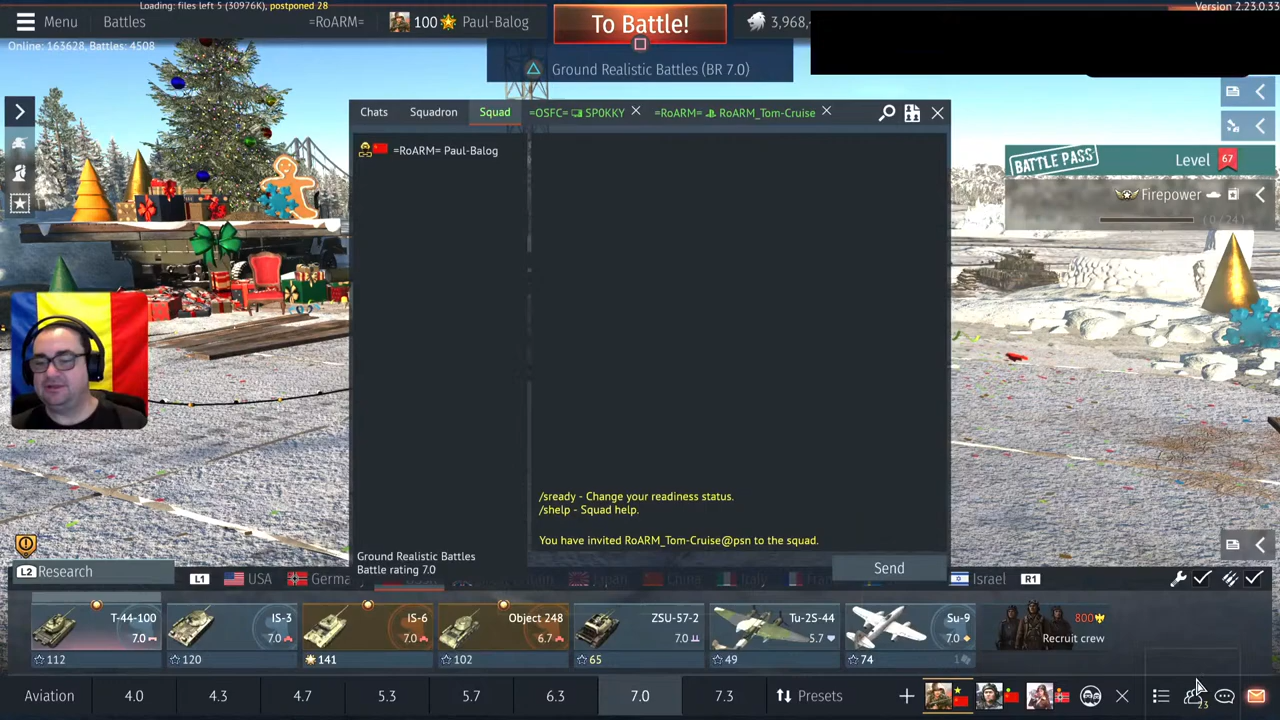 Loading: files left 5 (30976K), postponed 28
Version 2.23.0.33
Menu
Battles
=RoARM=
100
Paul-Balog
To Battle!
3,968,
Online: 163628, Battles: 4508
Ground Realistic Battles (BR 7.0)
Chats
Squadron
Squad
=OSFC= SP0KKY
=RoARM= RoARM_Tom-Cruise
=RoARM= Paul-Balog
BATTLE PASS
Level 67
Firepower
/sready - Change your readiness status.
/shelp - Squad help.
You have invited RoARM_Tom-Cruise@psn to the squad.
Ground Realistic Battles
Battle rating 7.0
Send
L2 Research
L1
USA
Germa
Japan
China
Italy
Israel
R1
T-44-100
7.0
112
IS-3
7.0
120
IS-6
7.0
141
Object 248
6.7
102
ZSU-57-2
7.0
65
Tu-2S-44
5.7
49
Su-9
7.0
74
1
800
Recruit crew
Aviation
4.0
4.3
4.7
5.3
5.7
6.3
7.0
7.3
Presets
23